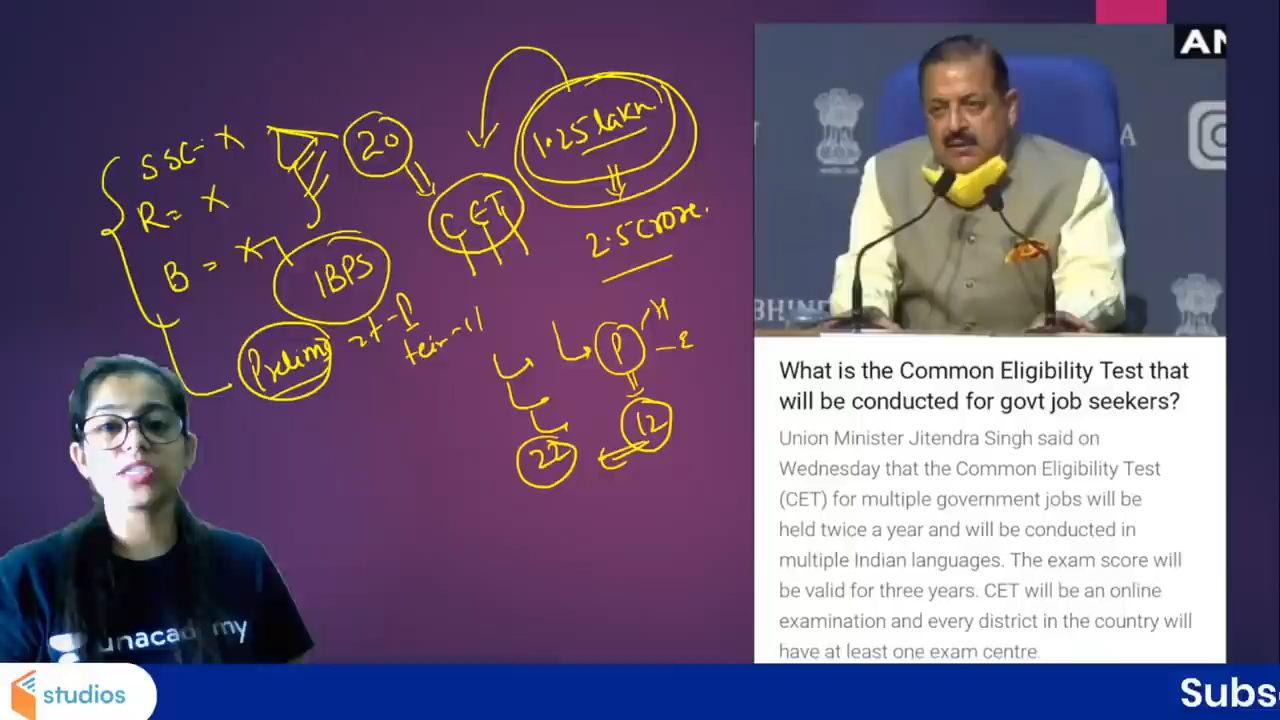 SSC- X
R = X
B = X
IBPS
Prelims
teir-1
20
CET
1.25 lakh
2.5 crore.
P
H
E
12
22
AN
ABHIN
A
What is the Common Eligibility Test that
will be conducted for govt job seekers?
Union Minister Jitendra Singh said on
Wednesday that the Common Eligibility Test
(CET) for multiple government jobs will be
held twice a year and will be conducted in
multiple Indian languages. The exam score will
be valid for three years. CET will be an online
examination and every district in the country will
have at least one exam centre.
unacademy
studios
Subs